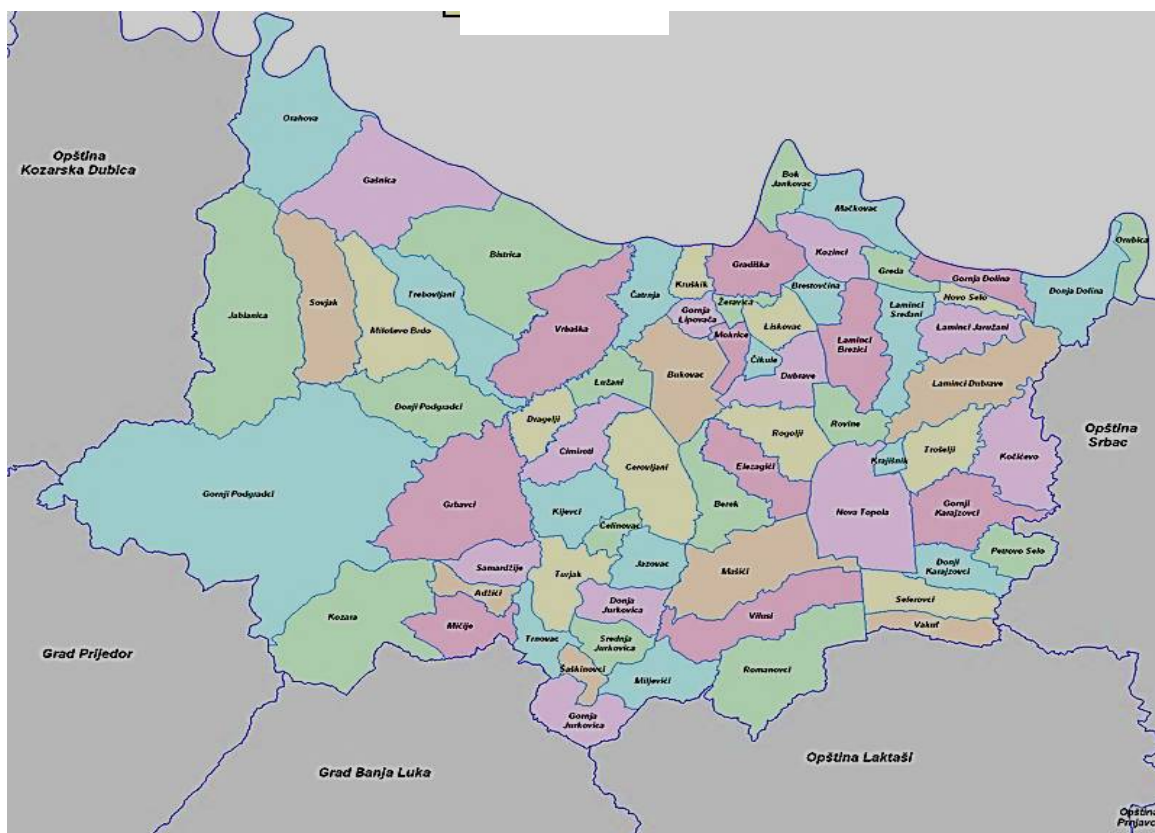 Orahova
Opština
Kozarska Dubica
Gašnica
Bok
Jankovac
Mačkovac
Orubica
Bistrica
Kozinci
Gradiška
Greda
Gornja Dolina
Donja Dolina
Jablanica
Sovjak
Trebovljani
Čatrnja
Kruškik
Brestovčina
Novo Selo
Žeravica
Laminci
Sređani
Miloševo Brdo
Vrbaška
Gornja
Lipovača
Mokrice
Liskovac
Laminci
Brezici
Laminci Jaružani
Čikule
Bukovac
Dubrave
Lužani
Laminci Dubrave
Donji Podgradci
Dragelji
Rovine
Opština
Srbac
Cimiroti
Rogolji
Trošelji
Kočićevo
Krajišnik
Cerovljani
Elezagići
Gornji Podgradci
Grbavci
Berek
Nova Topola
Gornji
Karajzovci
Kijevci
Čelinovac
Petrovo Selo
Jazovac
Mašići
Donji
Karajzovci
Samardžije
Turjak
Adžići
Donja
Jurkovica
Seferovci
Kozara
Mičije
Vilusi
Vakuf
Trnovac
Srednja
Jurkovica
Grad Prijedor
Šaškinovci
Miljevići
Romanovci
Gornja
Jurkovica
Opština Laktaši
Grad Banja Luka
Opština
Prnjavo